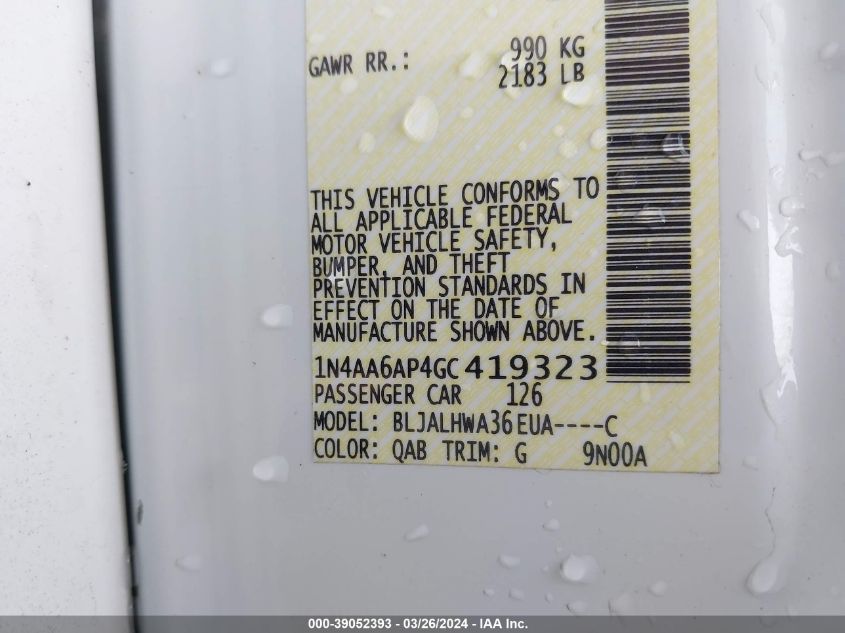 GAWR RR.: 990 KG
2183 LB
THIS VEHICLE CONFORMS TO
ALL APPLICABLE FEDERAL
MOTOR VEHICLE SAFETY,
BUMPER, AND THEFT
PREVENTION STANDARDS IN
EFFECT ON THE DATE OF
MANUFACTURE SHOWN ABOVE.
1N4AA6AP4GC419323
PASSENGER CAR 126
MODEL: BLJALHWA36EUA----C
COLOR: QAB TRIM: G 9N00A
000-39052393 - 03/26/2024 - IAA Inc.